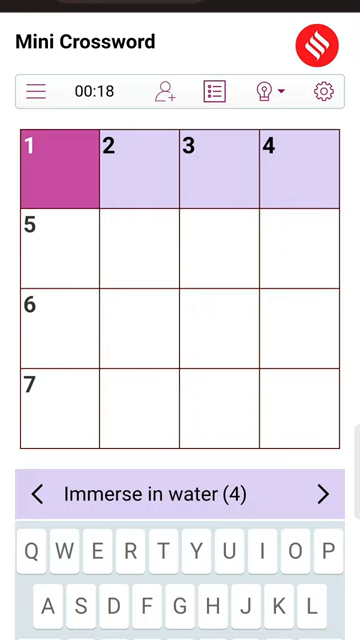 Mini Crossword
00:18
1 2 3 4
5
6
7
Immerse in water (4)
Q W E R T Y U I O P
A S D F G H J K L